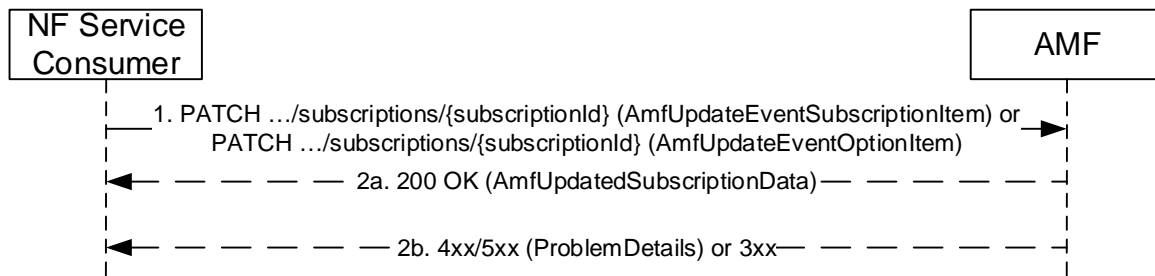 NF Service
Consumer
AMF
1. PATCH …/subscriptions/{subscriptionId} (AmfUpdateEventSubscriptionItem) or
PATCH …/subscriptions/{subscriptionId} (AmfUpdateEventOptionItem)
2a. 200 OK (AmfUpdatedSubscriptionData)
2b. 4xx/5xx (ProblemDetails) or 3xx